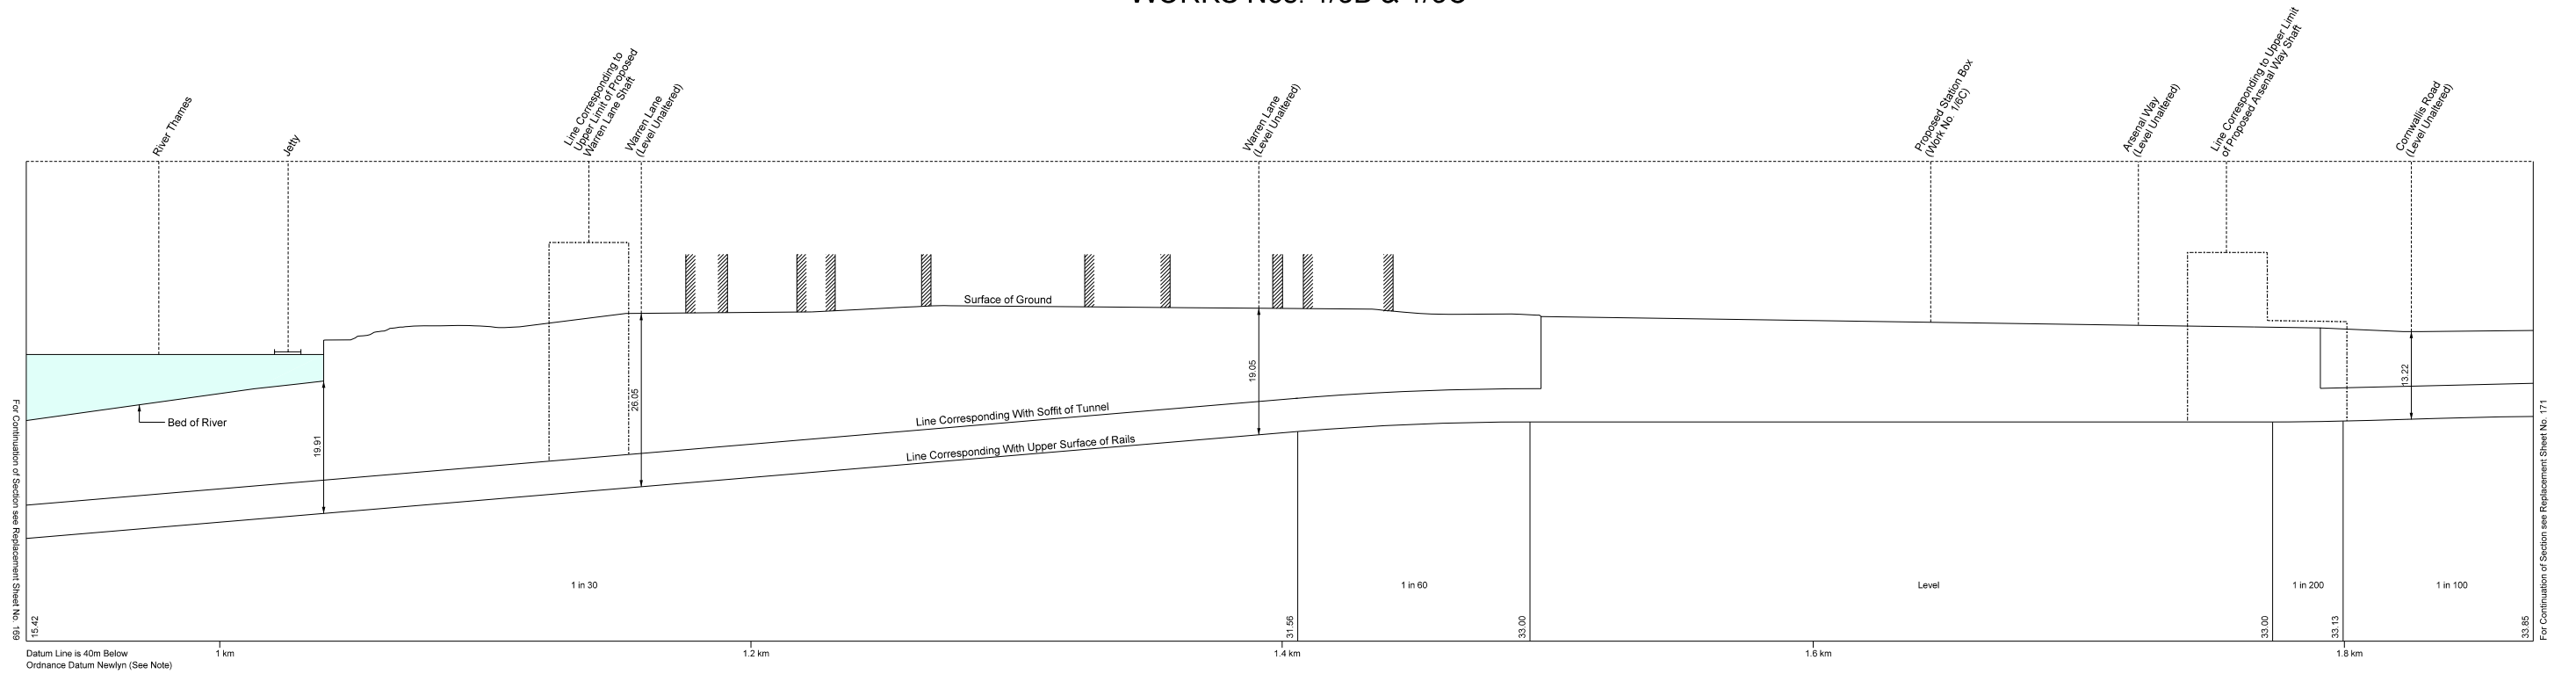 River Thames
Jetty
Line Corresponding to
Upper Limit of Proposed
Warren Lane Shaft
Warren Lane
(Level Unaltered)
Warren Lane
(Level Unaltered)
Proposed Station Box
(Work No. 1/6C)
Arsenal Way
(Level Unaltered)
Line Corresponding to Upper Limit
of Proposed Arsenal Way Shaft
Cornwallis Road
(Level Unaltered)
Surface of Ground
Bed of River
19.91
26.05
19.05
13.22
Line Corresponding With Soffit of Tunnel
Line Corresponding With Upper Surface of Rails
For Continuation of Section see Replacement Sheet No. 169
For Continuation of Section see Replacement Sheet No. 171
1 in 30
1 in 60
Level
1 in 200
1 in 100
15.42
31.56
33.00
33.00
33.13
33.85
Datum Line is 40m Below
Ordnance Datum Newlyn (See Note)
1 km
1.2 km
1.4 km
1.6 km
1.8 km